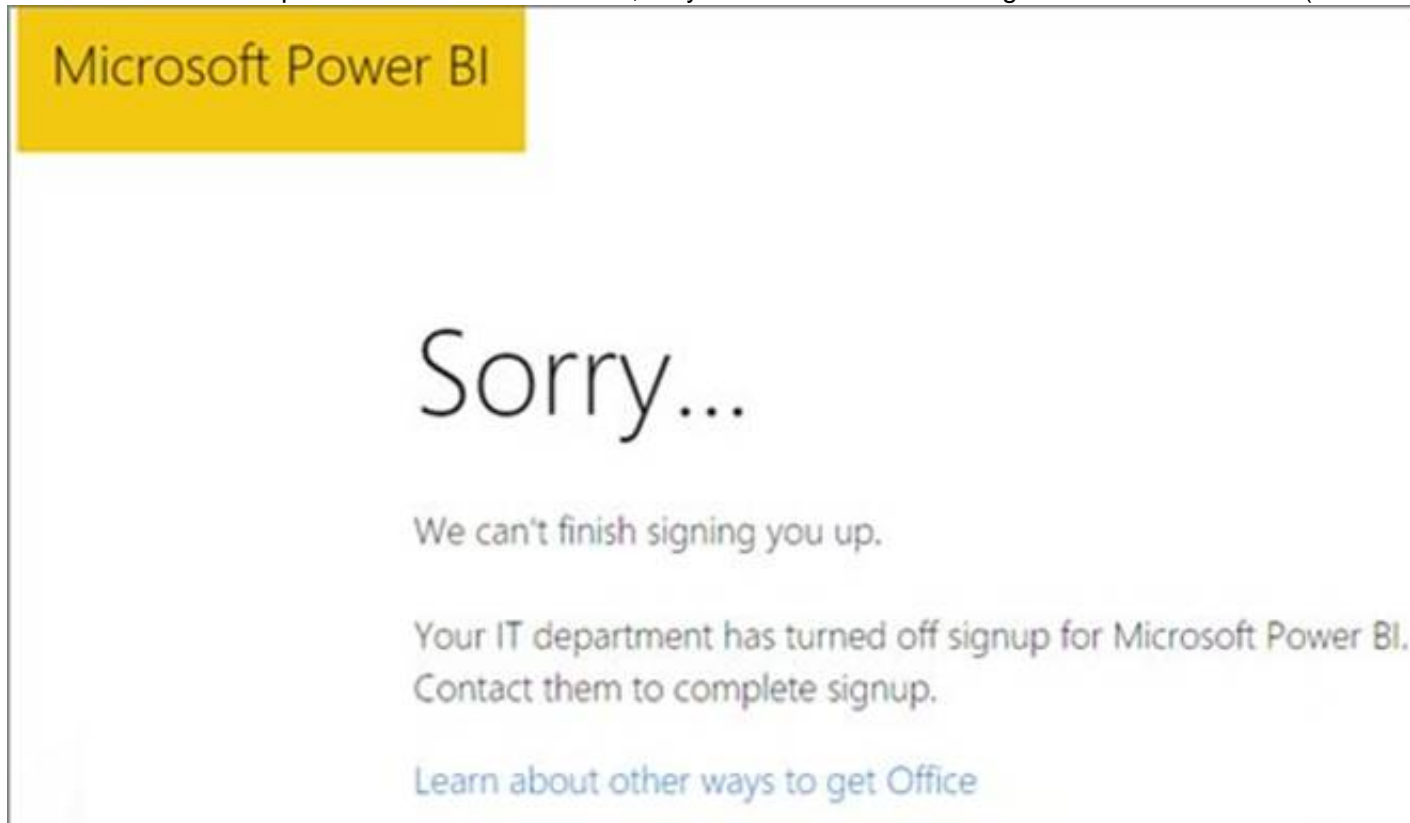 Microsoft Power BI
Sorry...
We can't finish signing you up.
Your IT department has turned off signup for Microsoft Power BI.
Contact them to complete signup.
Learn about other ways to get Office